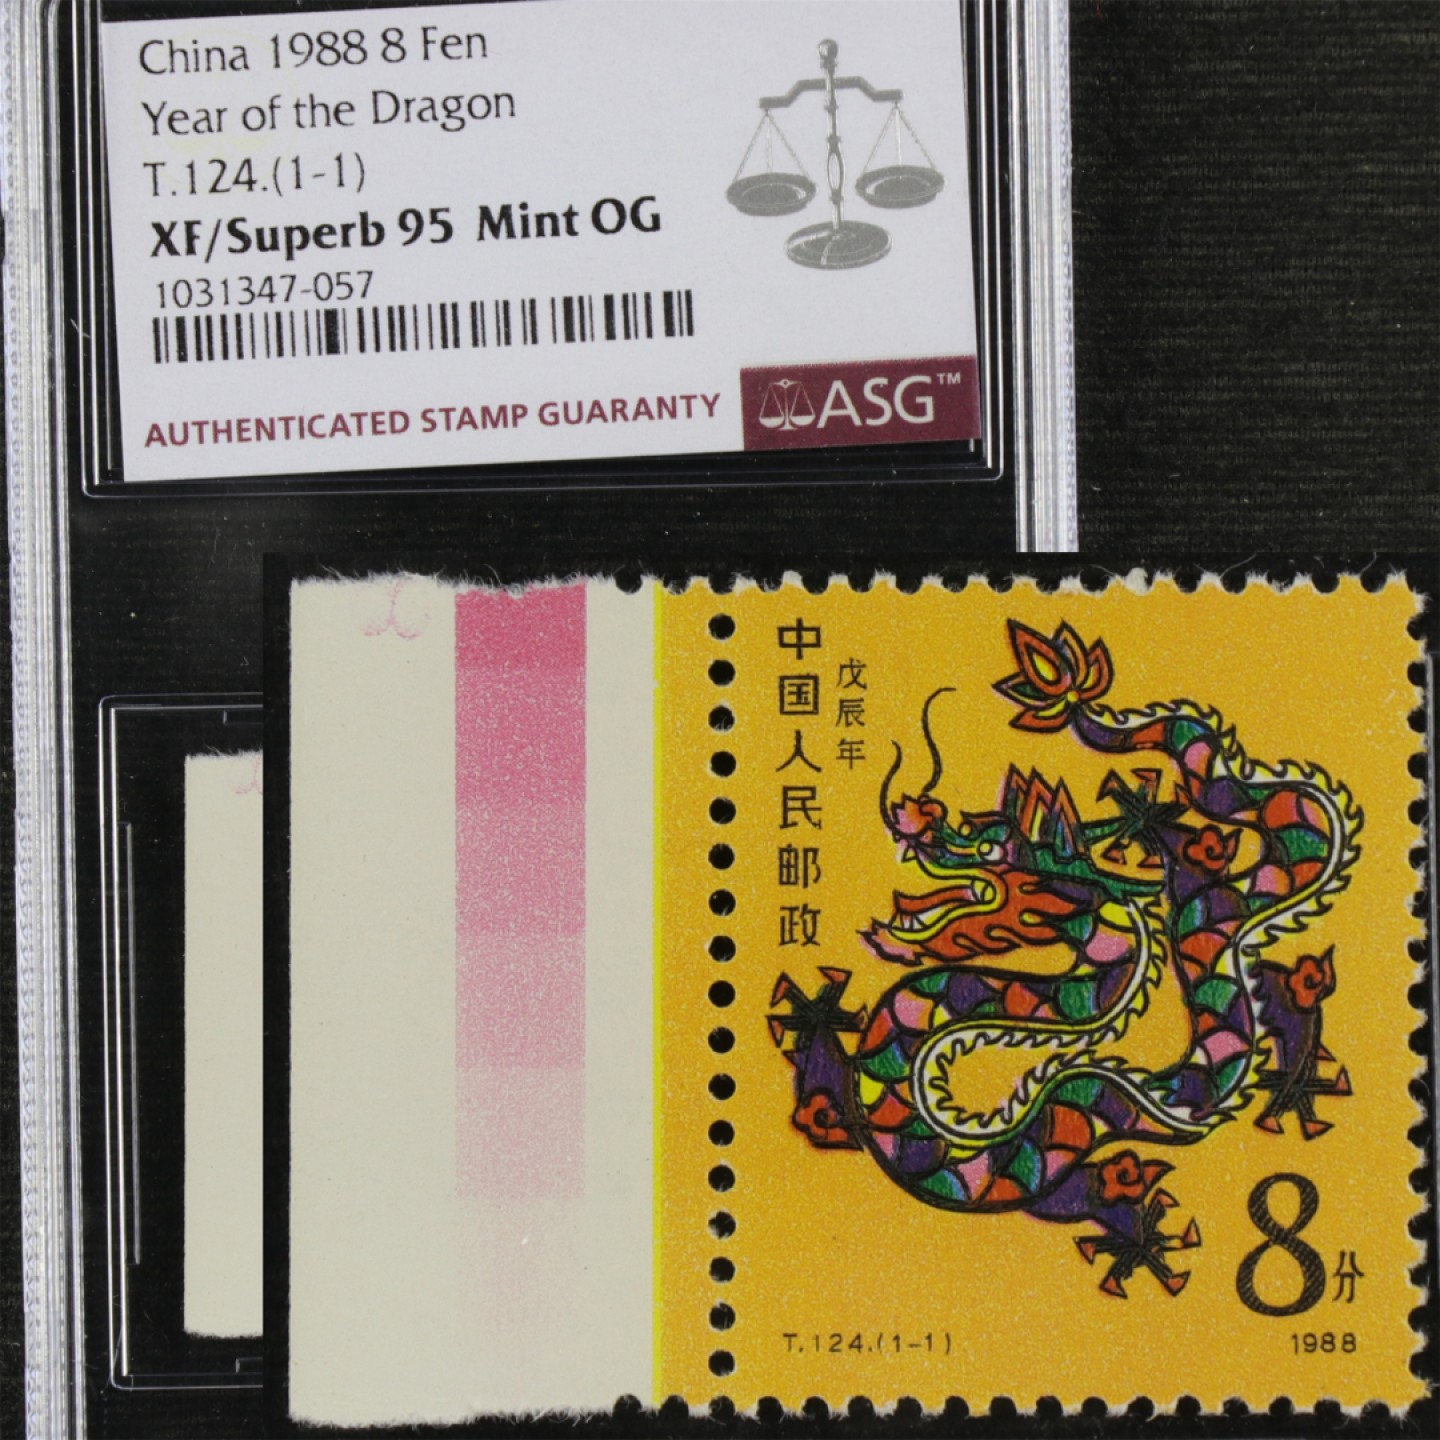 China 1988 8 Fen
Year of the Dragon
T.124.(1-1)
XF/Superb 95 Mint OG
1031347-057
AUTHENTICATED STAMP GUARANTY
ASG™
中国人民邮政
戊辰年
8分
T.124.(1-1)
1988